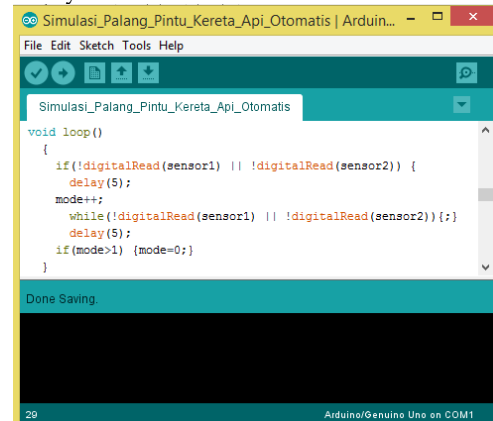 Simulasi_Palang_Pintu_Kereta_Api_Otomatis | Arduin...
File Edit Sketch Tools Help
Simulasi_Palang_Pintu_Kereta_Api_Otomatis
void loop()
{
if(!digitalRead(sensor1) || !digitalRead(sensor2)) {
delay(5);
mode++;
while(!digitalRead(sensor1) || !digitalRead(sensor2)){;}
delay(5);
if(mode>1) {mode=0;}
}
Done Saving.
29 Arduino/Genuino Uno on COM1